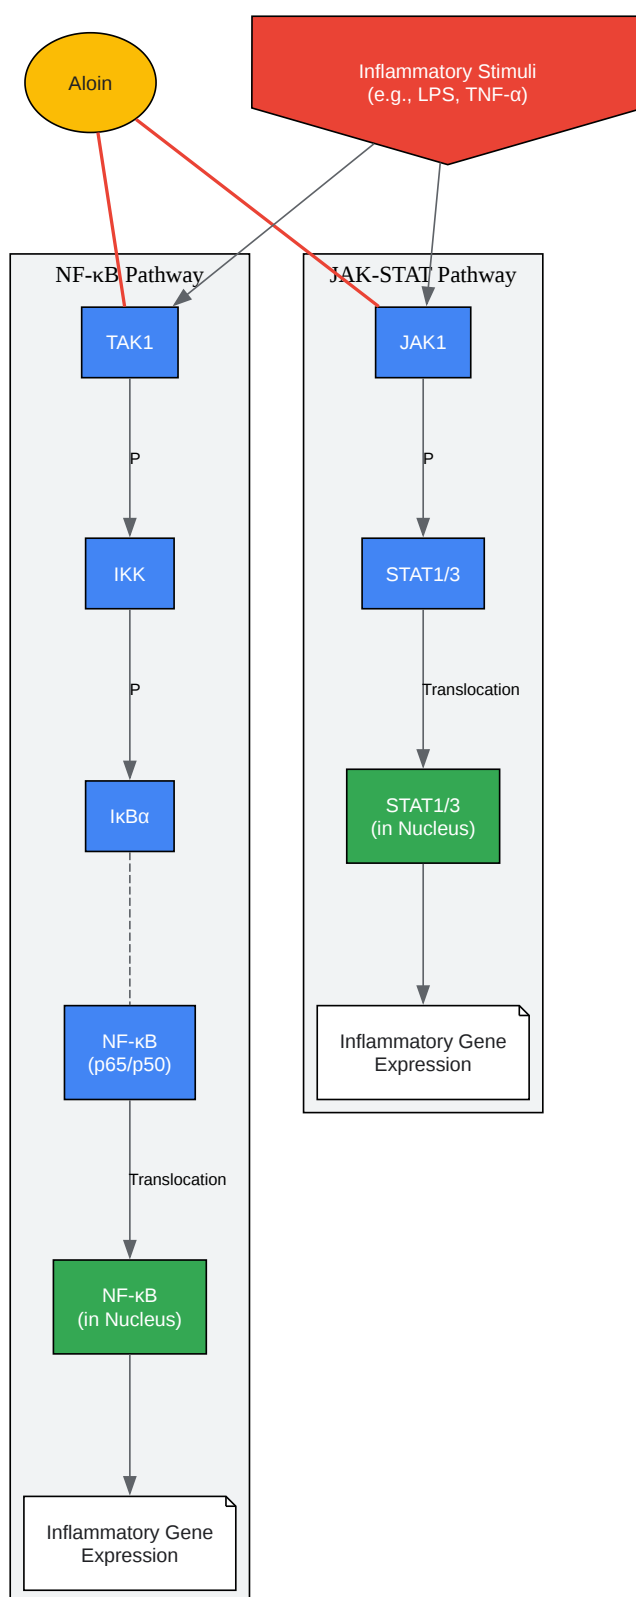 Aloin
Inflammatory Stimuli
(e.g., LPS, TNF-α)
NF-κB Pathway
JAK-STAT Pathway
TAK1
JAK1
P
P
IKK
STAT1/3
P
Translocation
IκBα
STAT1/3
(in Nucleus)
NF-κB
(p65/p50)
Inflammatory Gene
Expression
Translocation
NF-κB
(in Nucleus)
Inflammatory Gene
Expression